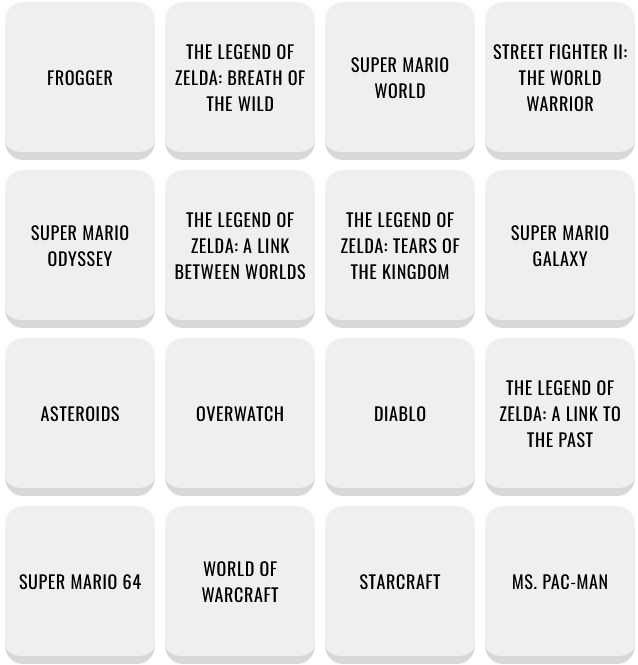 FROGGER
THE LEGEND OF
ZELDA: BREATH OF
THE WILD
SUPER MARIO
WORLD
STREET FIGHTER II:
THE WORLD
WARRIOR
SUPER MARIO
ODYSSEY
THE LEGEND OF
ZELDA: A LINK
BETWEEN WORLDS
THE LEGEND OF
ZELDA: TEARS OF
THE KINGDOM
SUPER MARIO
GALAXY
ASTEROIDS
OVERWATCH
DIABLO
THE LEGEND OF
ZELDA: A LINK TO
THE PAST
SUPER MARIO 64
WORLD OF
WARCRAFT
STARCRAFT
MS. PAC-MAN